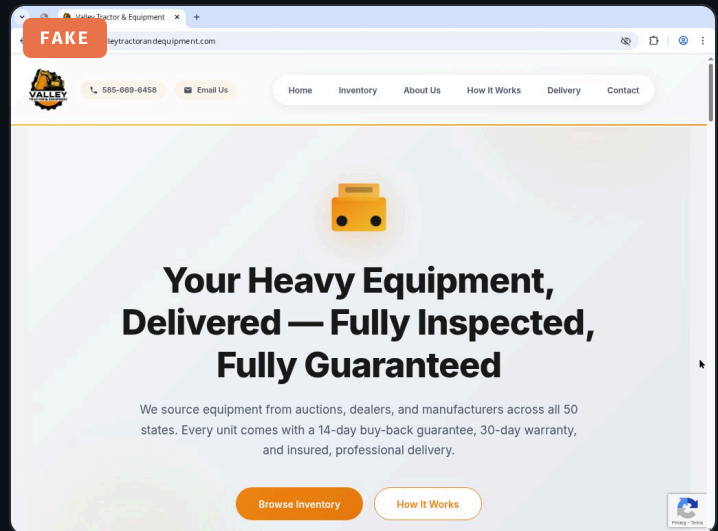 Valley Tractor & Equipment
FAKE
leytractorandequipment.com
VALLEY
TRACTOR & EQUIPMENT
585-669-6458
Email Us
Home
Inventory
About Us
How It Works
Delivery
Contact
Your Heavy Equipment,
Delivered — Fully Inspected,
Fully Guaranteed
We source equipment from auctions, dealers, and manufacturers across all 50
states. Every unit comes with a 14-day buy-back guarantee, 30-day warranty,
and insured, professional delivery.
Browse Inventory
How It Works
Privacy - Terms